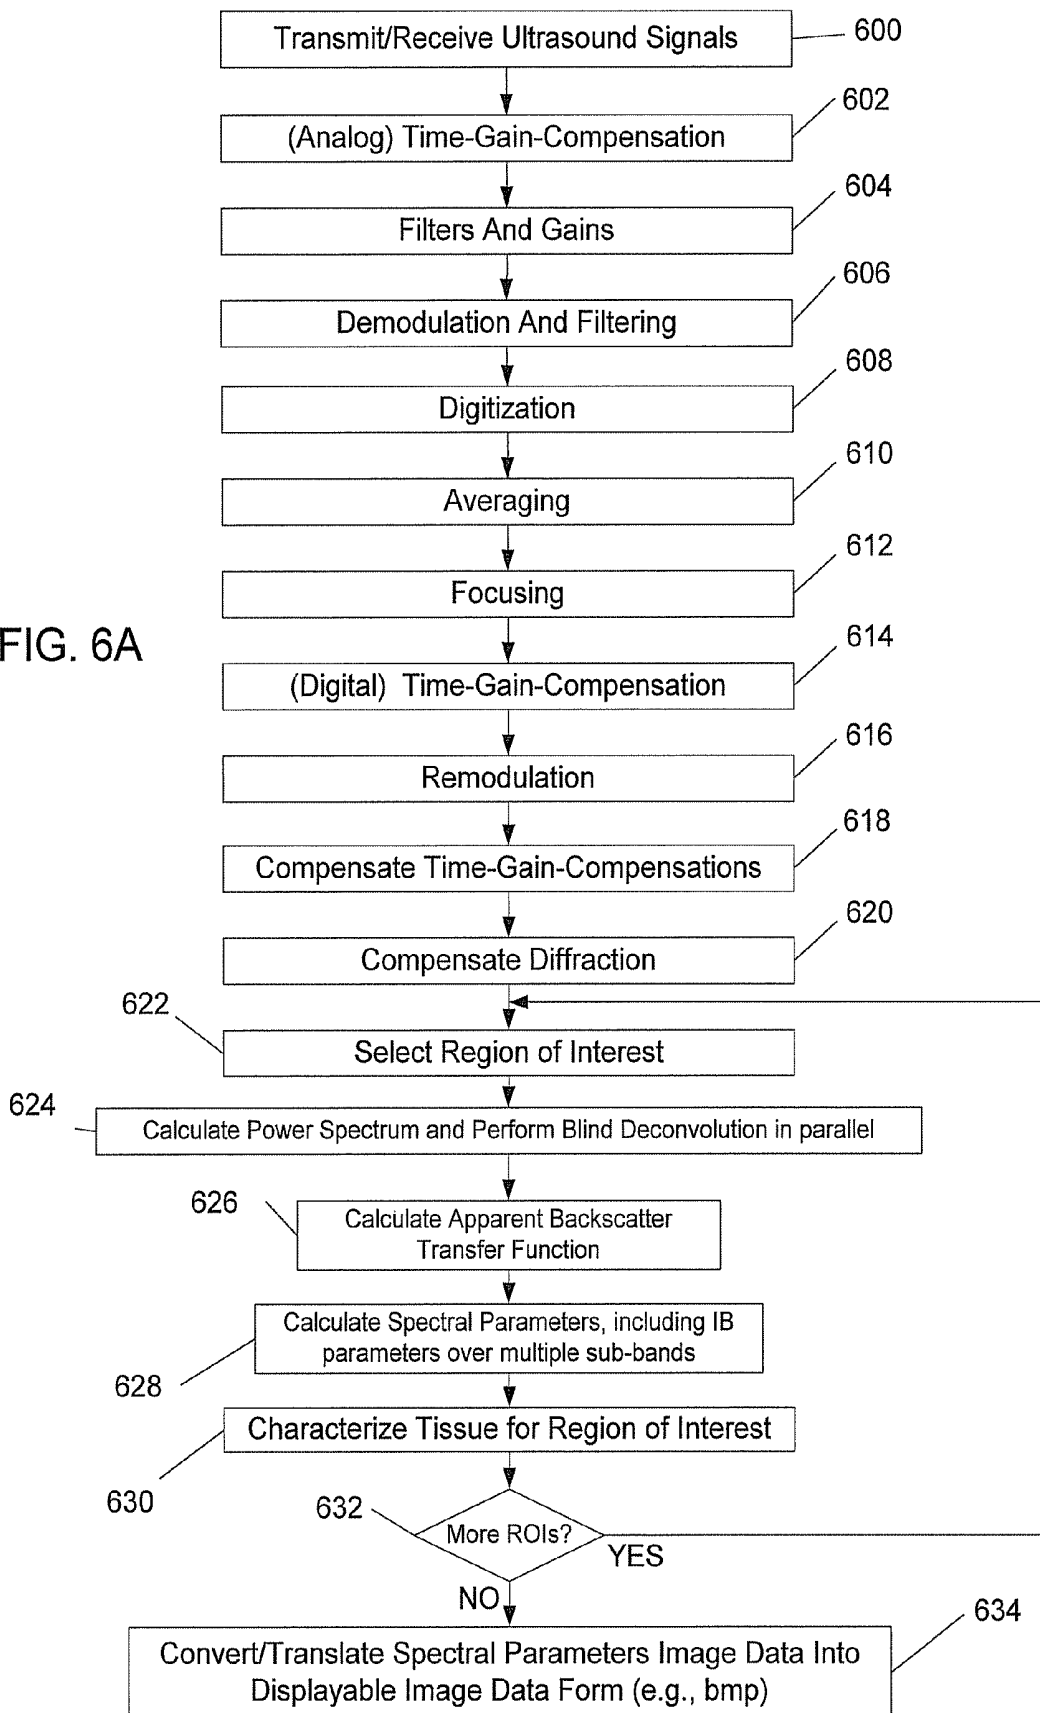 Transmit/Receive Ultrasound Signals
600
(Analog) Time-Gain-Compensation
602
Filters And Gains
604
Demodulation And Filtering
606
Digitization
608
Averaging
610
Focusing
612
FIG. 6A
(Digital) Time-Gain-Compensation
614
Remodulation
616
Compensate Time-Gain-Compensations
618
Compensate Diffraction
620
622
Select Region of Interest
624
Calculate Power Spectrum and Perform Blind Deconvolution in parallel
626
Calculate Apparent Backscatter
Transfer Function
Calculate Spectral Parameters, including IB
parameters over multiple sub-bands
628
Characterize Tissue for Region of Interest
630
632
More ROIs?
YES
NO
634
Convert/Translate Spectral Parameters Image Data Into
Displayable Image Data Form (e.g., bmp)